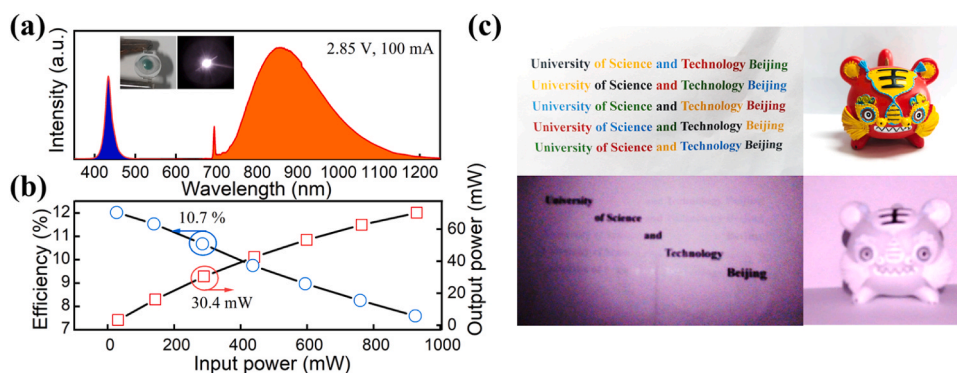 (a)
Intensity (a.u.)
2.85 V, 100 mA
400 500 600 700 800 900 1000 1100 1200
Wavelength (nm)
(b)
Efficiency (%)
12
11
10
9
8
7
10.7 %
30.4 mW
60
40
20
0
Output power (mW)
0 200 400 600 800 1000
Input power (mW)
(c)
University of Science and Technology Beijing
University of Science and Technology Beijing
University of Science and Technology Beijing
University of Science and Technology Beijing
University of Science and Technology Beijing
王
University
of Science
and
Technology
Beijing
王